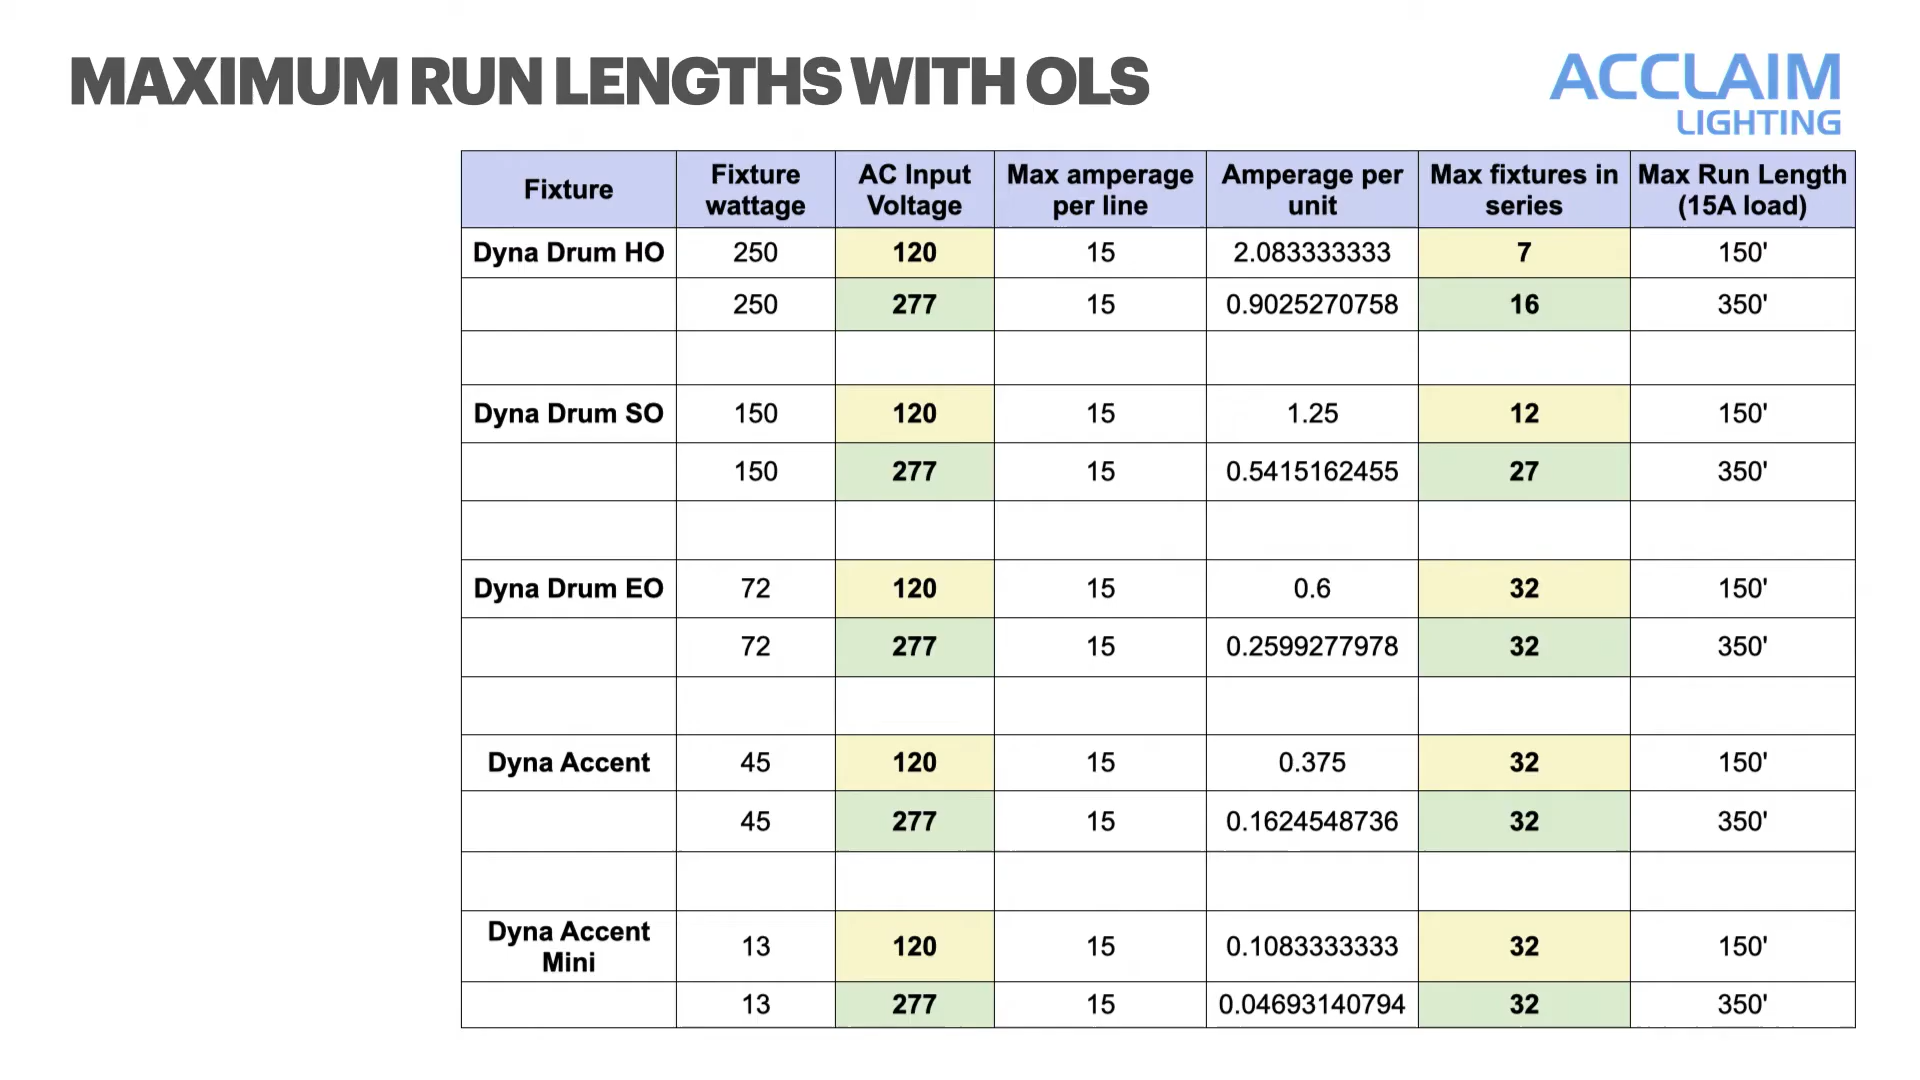 MAXIMUM RUN LENGTHS WITH OLS
ACCLAIM
LIGHTING
Fixture
Fixture
wattage
AC Input
Voltage
Max amperage
per line
Amperage per
unit
Max fixtures in
series
Max Run Length
(15A load)
Dyna Drum HO 250 120 15 2.083333333 7 150'
250 277 15 0.9025270758 16 350'
Dyna Drum SO 150 120 15 1.25 12 150'
150 277 15 0.5415162455 27 350'
Dyna Drum EO 72 120 15 0.6 32 150'
72 277 15 0.2599277978 32 350'
Dyna Accent 45 120 15 0.375 32 150'
45 277 15 0.1624548736 32 350'
Dyna Accent
Mini
13 120 15 0.1083333333 32 150'
13 277 15 0.04693140794 32 350'